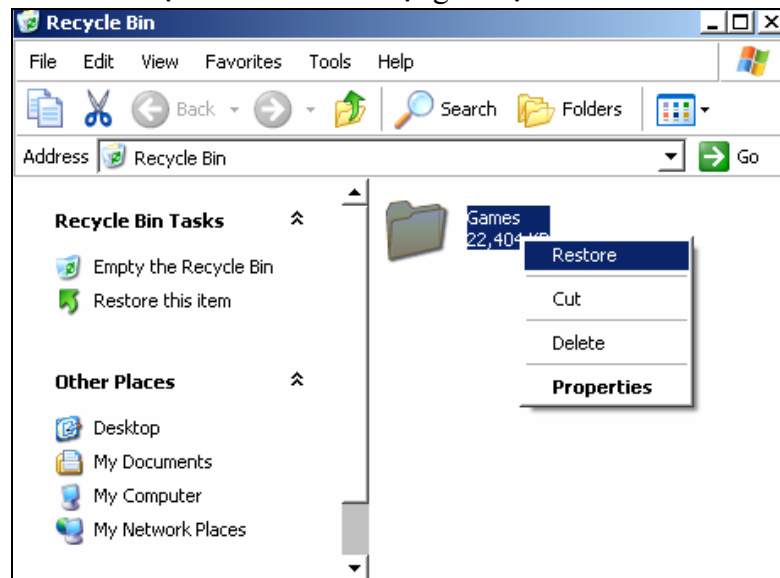 Recycle Bin
File Edit View Favorites Tools Help
Back Search Folders
Address Recycle Bin Go
Recycle Bin Tasks
Empty the Recycle Bin
Restore this item
Other Places
Desktop
My Documents
My Computer
My Network Places
Games
22,404
Restore
Cut
Delete
Properties